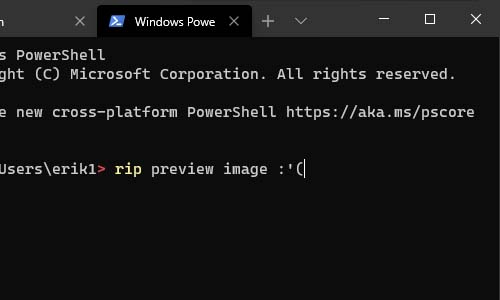 Windows Powe
s PowerShell
ght (C) Microsoft Corporation. All rights reserved.
e new cross-platform PowerShell https://aka.ms/pscore
Users\erik1> rip preview image :'(